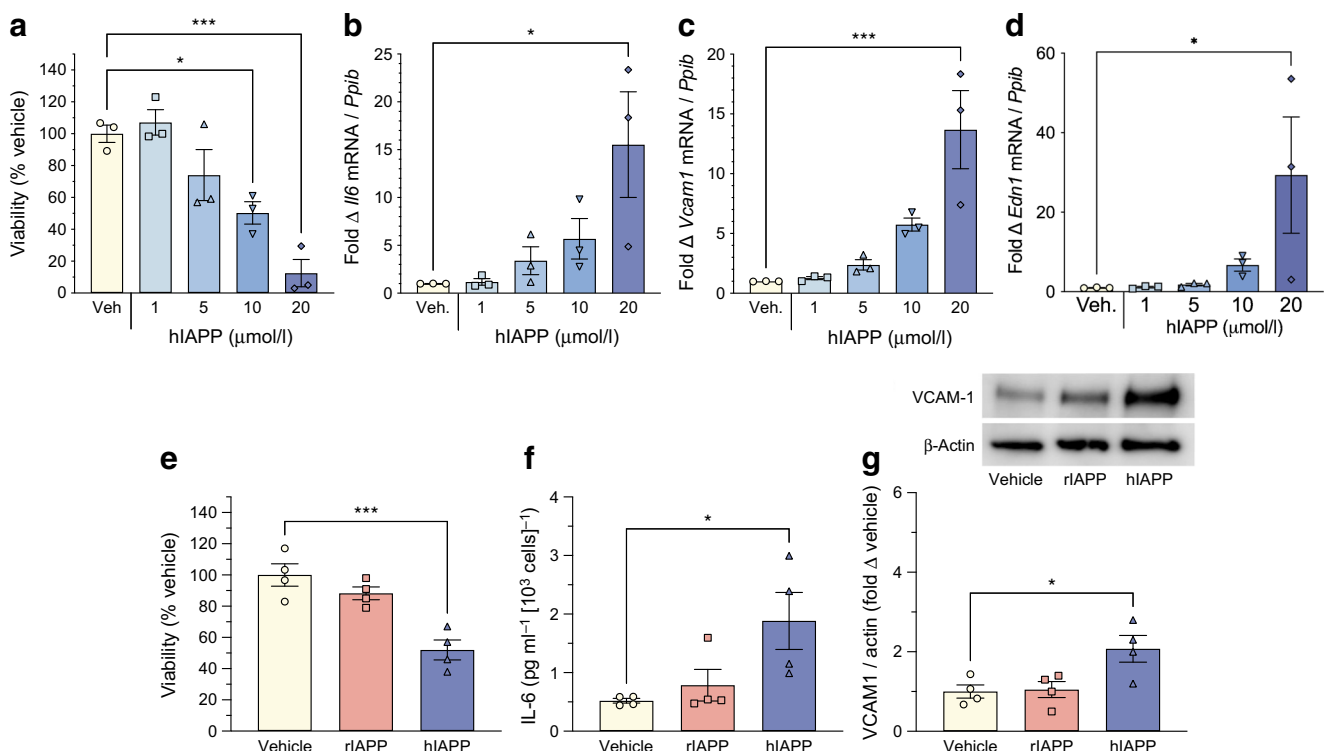 a
***
*
Viability (% vehicle)
140
120
100
80
60
40
20
0
Veh
1
5
10
20
hIAPP (μmol/l)
b
*
Fold Δ Il6 mRNA / Ppib
25
20
15
10
5
0
Veh.
1
5
10
20
hIAPP (μmol/l)
c
***
Fold Δ Vcam1 mRNA / Ppib
20
15
10
5
0
Veh.
1
5
10
20
hIAPP (μmol/l)
d
*
Fold Δ Edn1 mRNA / Ppib
60
40
20
0
Veh.
1
5
10
20
hIAPP (μmol/l)
e
***
Viability (% vehicle)
140
120
100
80
60
40
20
0
Vehicle
rIAPP
hIAPP
f
*
IL-6 (pg ml⁻¹ [10³ cells]⁻¹)
4
3
2
1
0
Vehicle
rIAPP
hIAPP
VCAM-1
β-Actin
Vehicle
rIAPP
hIAPP
g
*
VCAM1 / actin (fold Δ vehicle)
6
4
2
0
Vehicle
rIAPP
hIAPP